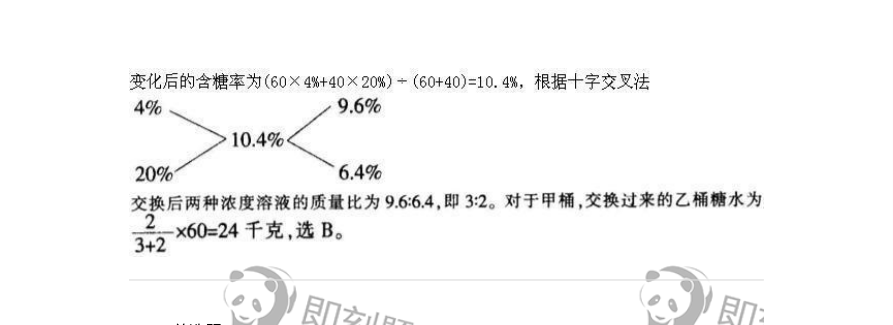 变化后的含糖率为(60×4%+40×20%)÷(60+40)=10.4%，根据十字交叉法
4% 9.6%
10.4%
20% 6.4%
交换后两种浓度溶液的质量比为9.6:6.4,即3:2。对于甲桶,交换过来的乙桶糖水为
2/(3+2)×60=24千克,选B。
即刻题
即